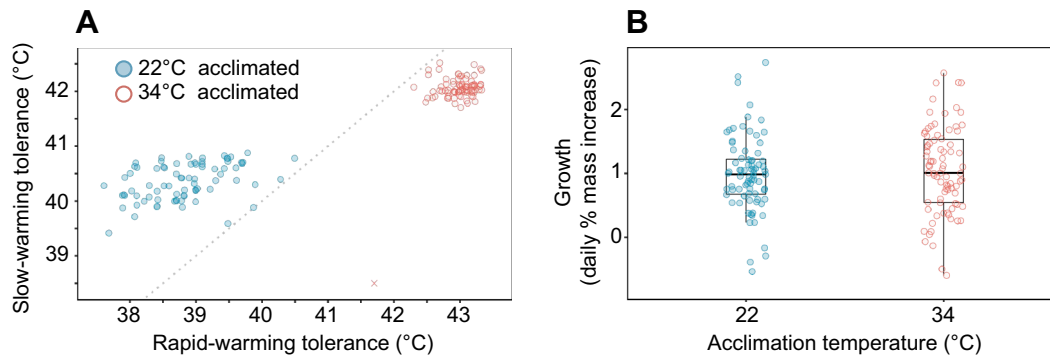 A
Slow-warming tolerance (°C)
42
41
40
39
22°C acclimated
34°C acclimated
38 39 40 41 42 43
Rapid-warming tolerance (°C)
B
Growth
(daily % mass increase)
2
1
0
22 34
Acclimation temperature (°C)